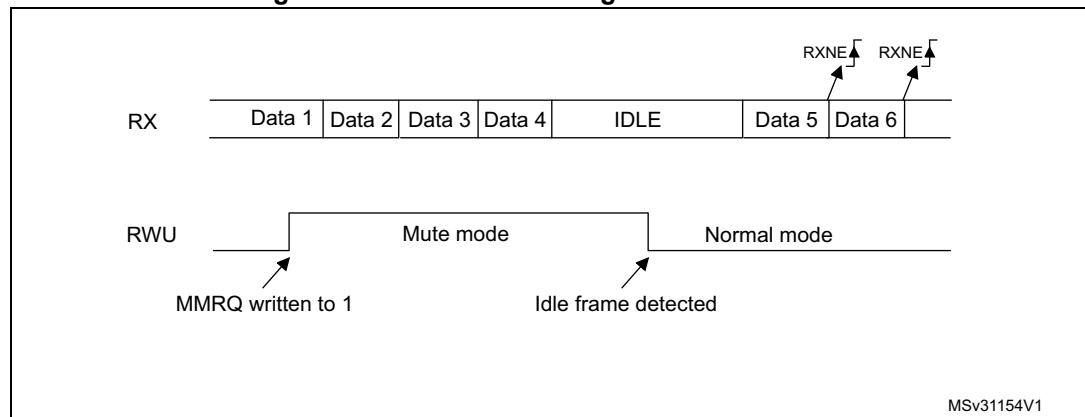 RXNE RXNE
RX Data 1 Data 2 Data 3 Data 4 IDLE Data 5 Data 6
RWU Mute mode Normal mode
MMRQ written to 1 Idle frame detected
MSv31154V1